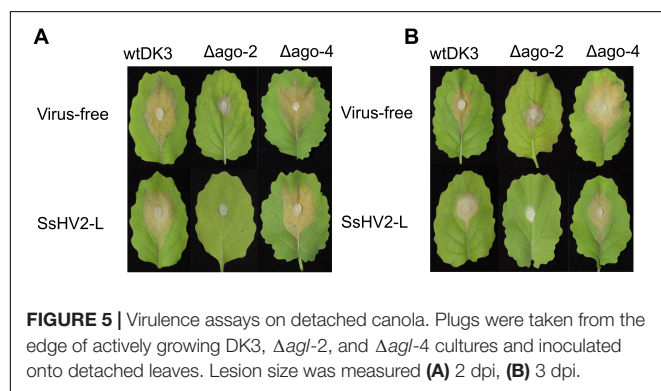 A
B
wtDK3 Δago-2 Δago-4
wtDK3 Δago-2 Δago-4
Virus-free
Virus-free
SsHV2-L
SsHV2-L
FIGURE 5 | Virulence assays on detached canola. Plugs were taken from the
edge of actively growing DK3, Δagl-2, and Δagl-4 cultures and inoculated
onto detached leaves. Lesion size was measured (A) 2 dpi, (B) 3 dpi.